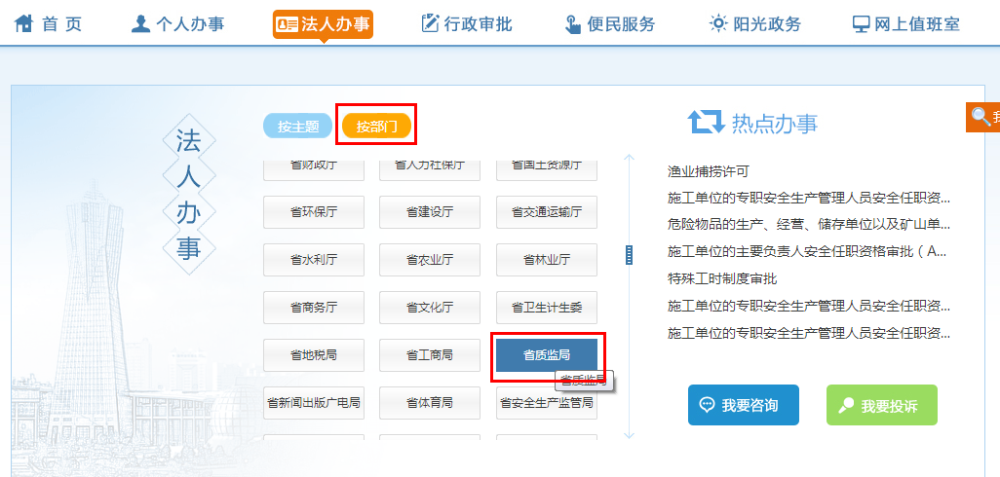 首 页
个人办事
法人办事
行政审批
便民服务
阳光政务
网上值班室
法人办事
按主题
按部门
省财政厅
省人力社保厅
省国土资源厅
省环保厅
省建设厅
省交通运输厅
省水利厅
省农业厅
省林业厅
省商务厅
省文化厅
省卫生计生委
省地税局
省工商局
省质监局
省质监局
省新闻出版广电局
省体育局
省安全生产监管局
热点办事
渔业捕捞许可
施工单位的专职安全生产管理人员安全任职资...
危险物品的生产、经营、储存单位以及矿山单...
施工单位的主要负责人安全任职资格审批（A...
特殊工时制度审批
施工单位的专职安全生产管理人员安全任职资...
施工单位的专职安全生产管理人员安全任职资...
我要咨询
我要投诉